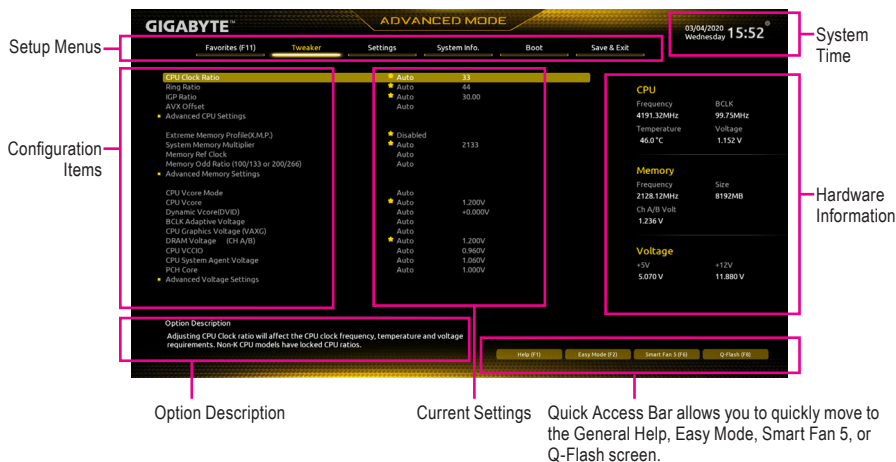 GIGABYTE™
ADVANCED MODE
03/04/2020
Wednesday
15:52
System
Time
Setup Menus
Favorites (F11) Tweaker Settings System Info. Boot Save & Exit
Configuration
Items
CPU Clock Ratio Auto 33
Ring Ratio Auto 44
IGP Ratio Auto 30.00
AVX Offset Auto
Advanced CPU Settings
Extreme Memory Profile(X.M.P.) Disabled
System Memory Multiplier Auto 2133
Memory Ref Clock Auto
Memory Odd Ratio (100/133 or 200/266) Auto
Advanced Memory Settings
CPU Vcore Mode Auto
CPU Vcore Auto 1.200V
Dynamic Vcore(DVID) Auto +0.000V
BCLK Adaptive Voltage Auto
CPU Graphics Voltage (VAXG) Auto
DRAM Voltage (CH A/B) Auto 1.200V
CPU VCCIO Auto 0.960V
CPU System Agent Voltage Auto 1.060V
PCH Core Auto 1.000V
Advanced Voltage Settings
CPU
Frequency BCLK
4191.32MHz 99.75MHz
Temperature Voltage
46.0 °C 1.152 V
Memory
Frequency Size
2128.12MHz 8192MB
Ch A/B Volt
1.236 V
Voltage
+5V +12V
5.070 V 11.880 V
Hardware
Information
Option Description
Adjusting CPU Clock ratio will affect the CPU clock frequency, temperature and voltage
requirements. Non-K CPU models have locked CPU ratios.
Help (F1) Easy Mode (F2) Smart Fan 5 (F6) Q-Flash (F8)
Option Description
Current Settings
Quick Access Bar allows you to quickly move to
the General Help, Easy Mode, Smart Fan 5, or
Q-Flash screen.